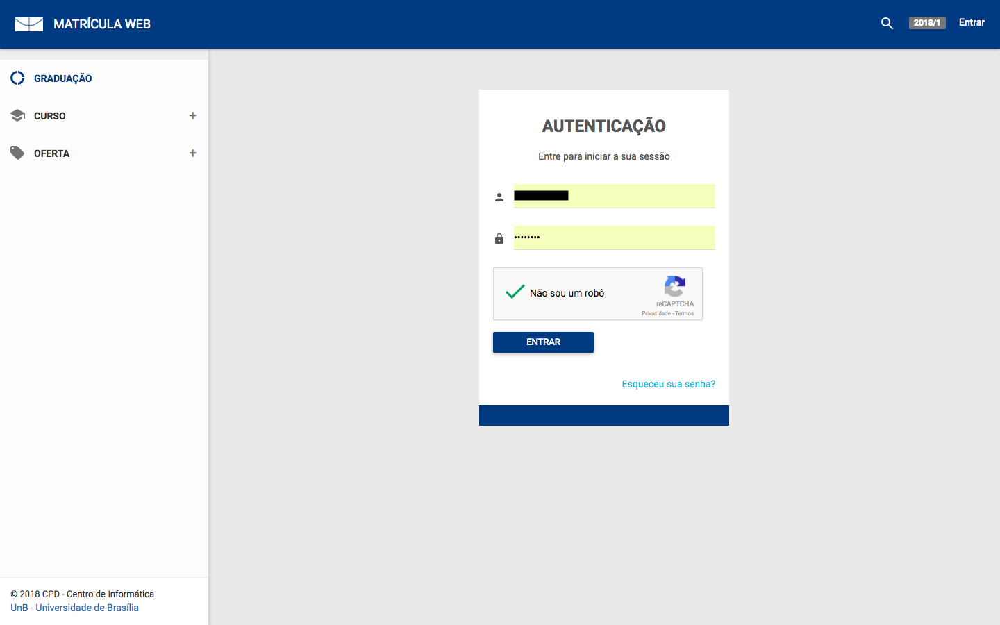 MATRÍCULA WEB
2018/1
Entrar
GRADUAÇÃO
CURSO +
OFERTA +
AUTENTICAÇÃO
Entre para iniciar a sua sessão
••••••••
Não sou um robô
reCAPTCHA
Privacidade - Termos
ENTRAR
Esqueceu sua senha?
© 2018 CPD - Centro de Informática
UnB - Universidade de Brasília